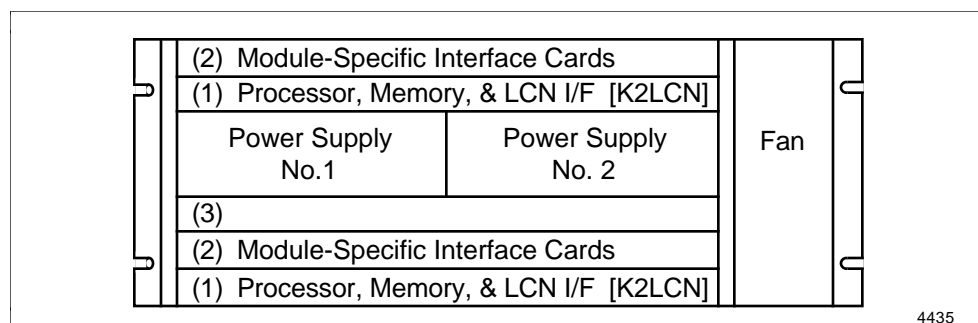 (2) Module-Specific Interface Cards
(1) Processor, Memory, & LCN I/F [K2LCN]
Power Supply
No.1
Power Supply
No. 2
Fan
(3)
(2) Module-Specific Interface Cards
(1) Processor, Memory, & LCN I/F [K2LCN]
4435